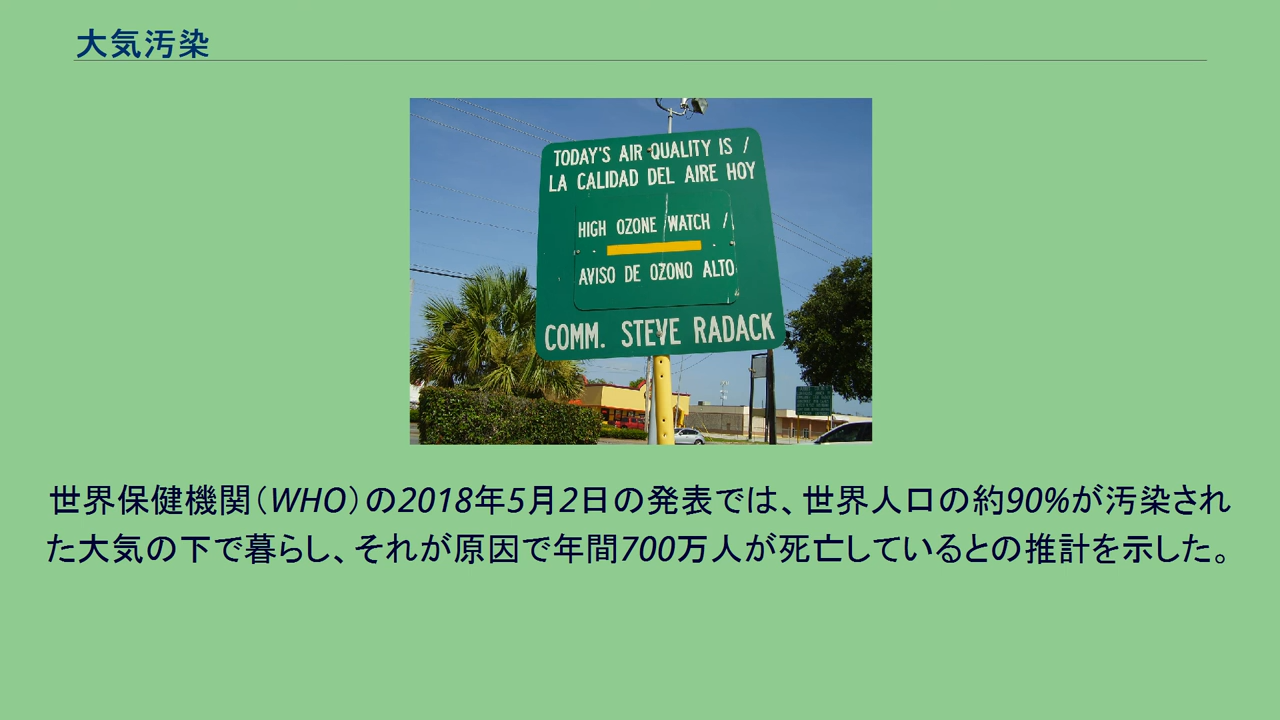 大気汚染
TODAY'S AIR QUALITY IS /
LA CALIDAD DEL AIRE HOY
HIGH OZONE WATCH /
AVISO DE OZONO ALTO
COMM. STEVE RADACK
世界保健機関（WHO）の2018年5月2日の発表では、世界人口の約90%が汚染され
た大気の下で暮らし、それが原因で年間700万人が死亡しているとの推計を示した。